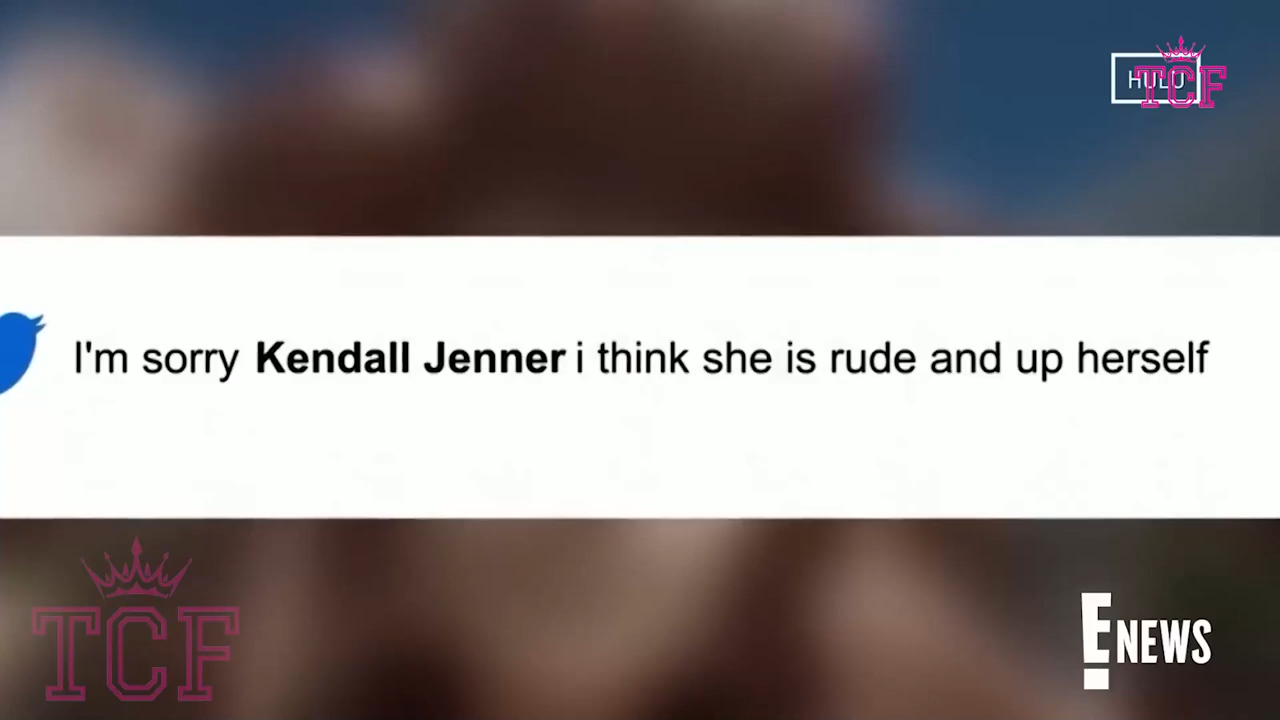 HULU
TCF
I'm sorry Kendall Jenner i think she is rude and up herself
TCF
E NEWS